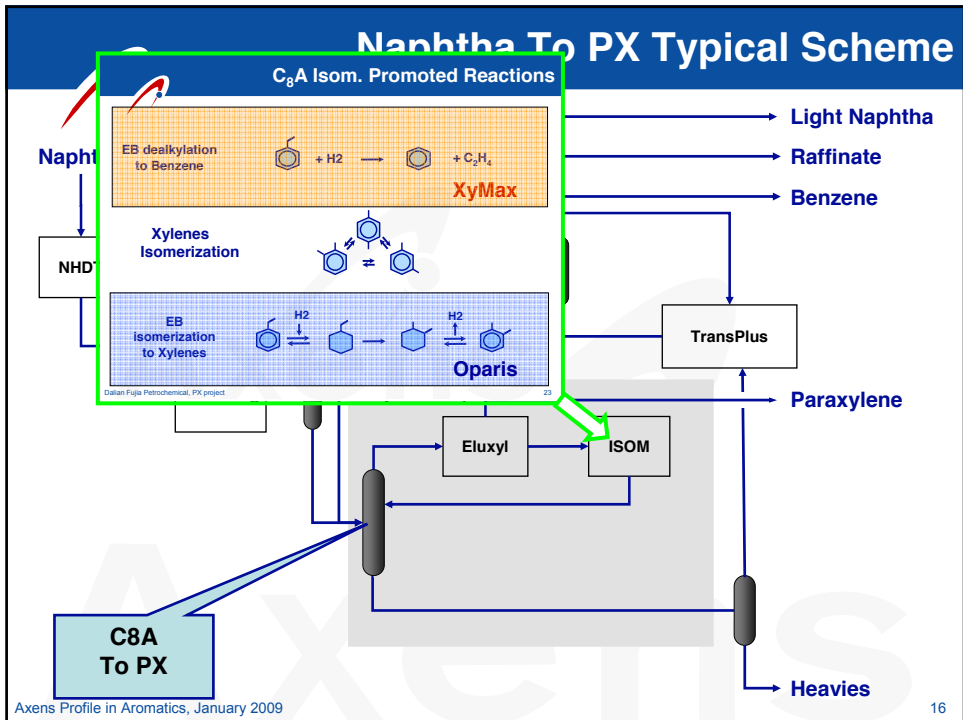 Naphtha To PX Typical Scheme
C8A Isom. Promoted Reactions
EB dealkylation
to Benzene
+ H2
+ C2H4
XyMax
Xylenes
Isomerization
EB
isomerization
to Xylenes
H2
H2
Oparis
Dalian Fujia Petrochemical, PX project
23
Light Naphtha
Raffinate
Benzene
TransPlus
Paraxylene
Eluxyl
ISOM
C8A
To PX
Heavies
Axens
Axens Profile in Aromatics, January 2009
16